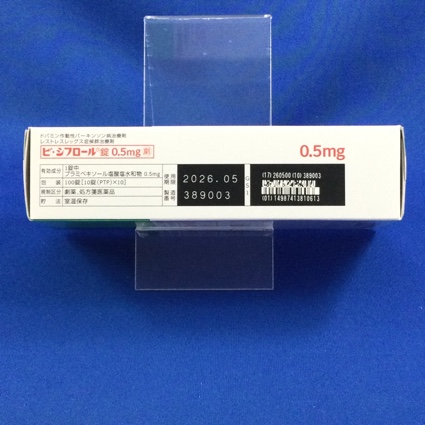 ドパミン作動性パーキンソン病治療剤
レストレスレッグス症候群治療剤
ビ・シフロール®錠 0.5mg 劇
0.5mg
有効成分 1錠中 プラミペキソール塩酸塩水和物 0.5mg
包装 100錠[10錠(PTP)×10]
規制区分 劇薬、処方箋医薬品
貯法 室温保存
使用期限 2026.05
製造番号 389003
GS1
(17)260500(10)389003
(01)14987413810613